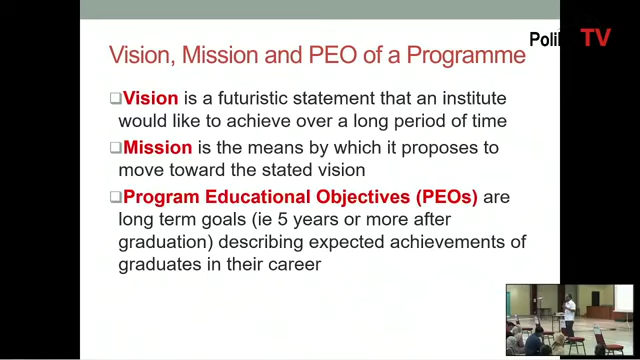 Polik TV
Vision, Mission and PEO of a Programme
Vision is a futuristic statement that an institute
would like to achieve over a long period of time
Mission is the means by which it proposes to
move toward the stated vision
Program Educational Objectives (PEOs) are
long term goals (ie 5 years or more after
graduation) describing expected achievements of
graduates in their career